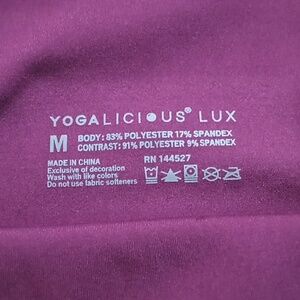 YOGALICIOUS® LUX
M BODY: 83% POLYESTER 17% SPANDEX
CONTRAST: 91% POLYESTER 9% SPANDEX
MADE IN CHINA RN 144527
Exclusive of decoration
Wash with like colors
Do not use fabric softeners